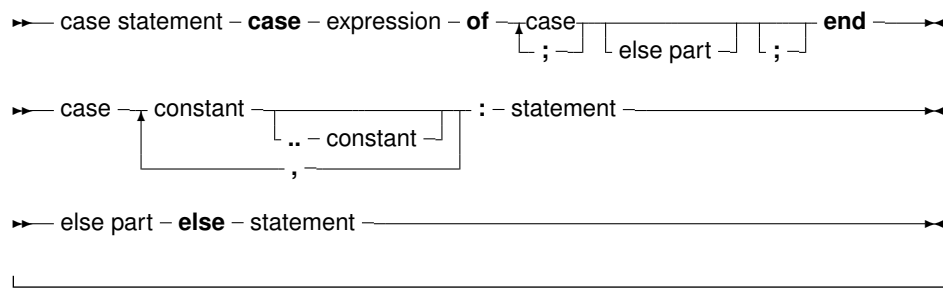 case statement case expression of case else part ; end
;
case constant .. constant : statement
,
else part else statement